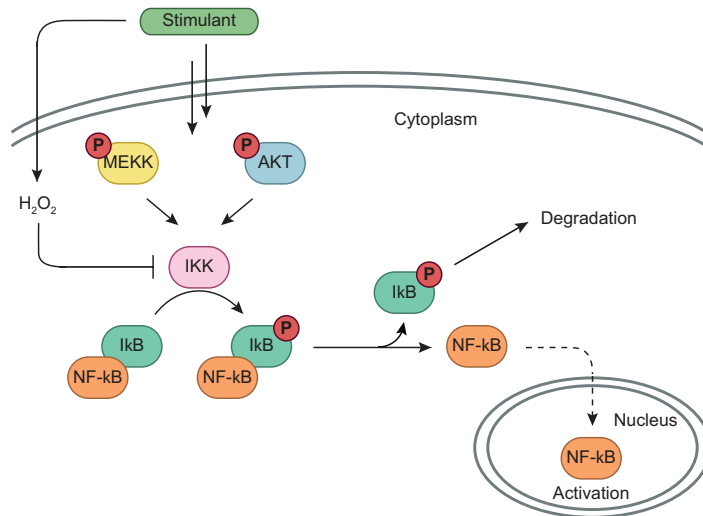 Stimulant
Cytoplasm
P
MEKK
P
AKT
H₂O₂
Degradation
IKK
P
IkB
P
IkB
NF-kB
IkB
NF-kB
NF-kB
Nucleus
NF-kB
Activation